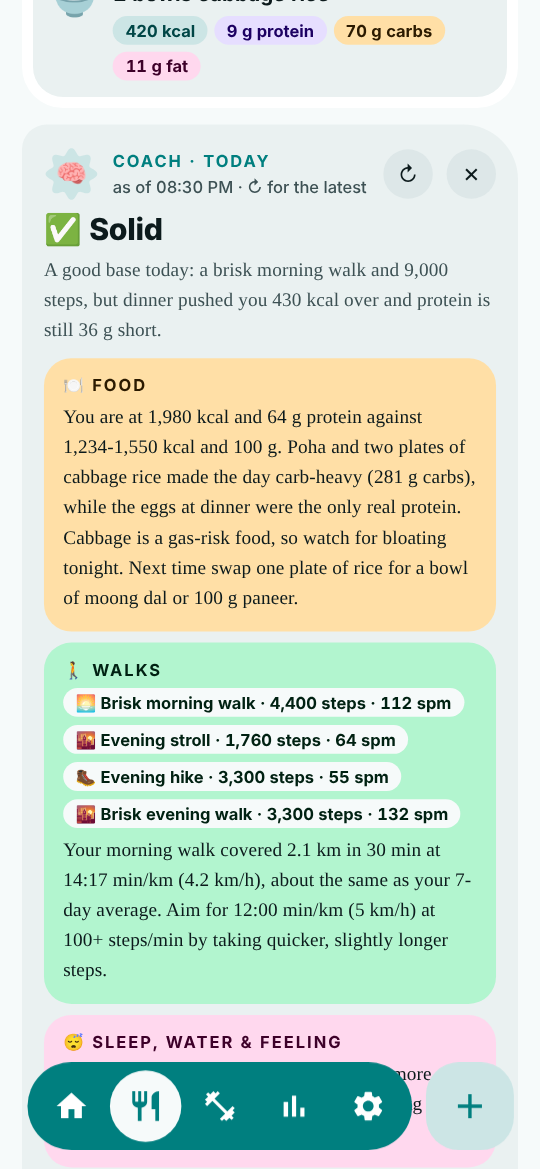 420 kcal 9 g protein 70 g carbs
11 g fat
COACH · TODAY
as of 08:30 PM · ↻ for the latest
✅ Solid
A good base today: a brisk morning walk and 9,000
steps, but dinner pushed you 430 kcal over and protein is
still 36 g short.
🍽️ FOOD
You are at 1,980 kcal and 64 g protein against
1,234-1,550 kcal and 100 g. Poha and two plates of
cabbage rice made the day carb-heavy (281 g carbs),
while the eggs at dinner were the only real protein.
Cabbage is a gas-risk food, so watch for bloating
tonight. Next time swap one plate of rice for a bowl
of moong dal or 100 g paneer.
🚶 WALKS
🌅 Brisk morning walk · 4,400 steps · 112 spm
🌇 Evening stroll · 1,760 steps · 64 spm
🥾 Evening hike · 3,300 steps · 55 spm
🌇 Brisk evening walk · 3,300 steps · 132 spm
Your morning walk covered 2.1 km in 30 min at
14:17 min/km (4.2 km/h), about the same as your 7-
day average. Aim for 12:00 min/km (5 km/h) at
100+ steps/min by taking quicker, slightly longer
steps.
😴 SLEEP, WATER & FEELING
more